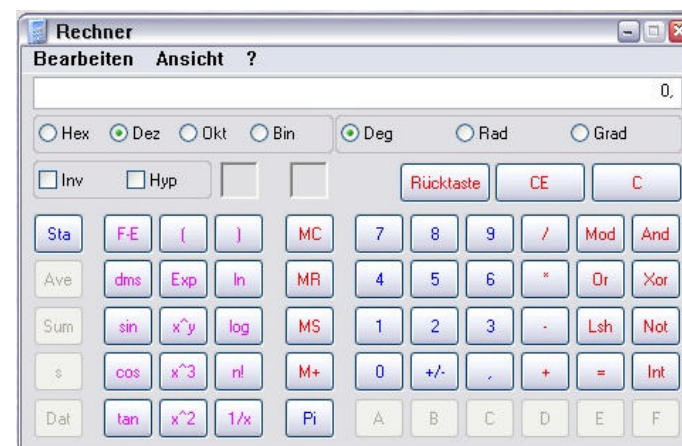 Rechner
Bearbeiten Ansicht ?
0,
Hex Dez Okt Bin Deg Rad Grad
Inv Hyp Rücktaste CE C
Sta F-E ( ) MC 7 8 9 / Mod And
Ave dms Exp ln MR 4 5 6 * Or Xor
Sum sin x^y log MS 1 2 3 - Lsh Not
s cos x^3 n! M+ 0 +/- , + = Int
Dat tan x^2 1/x Pi A B C D E F